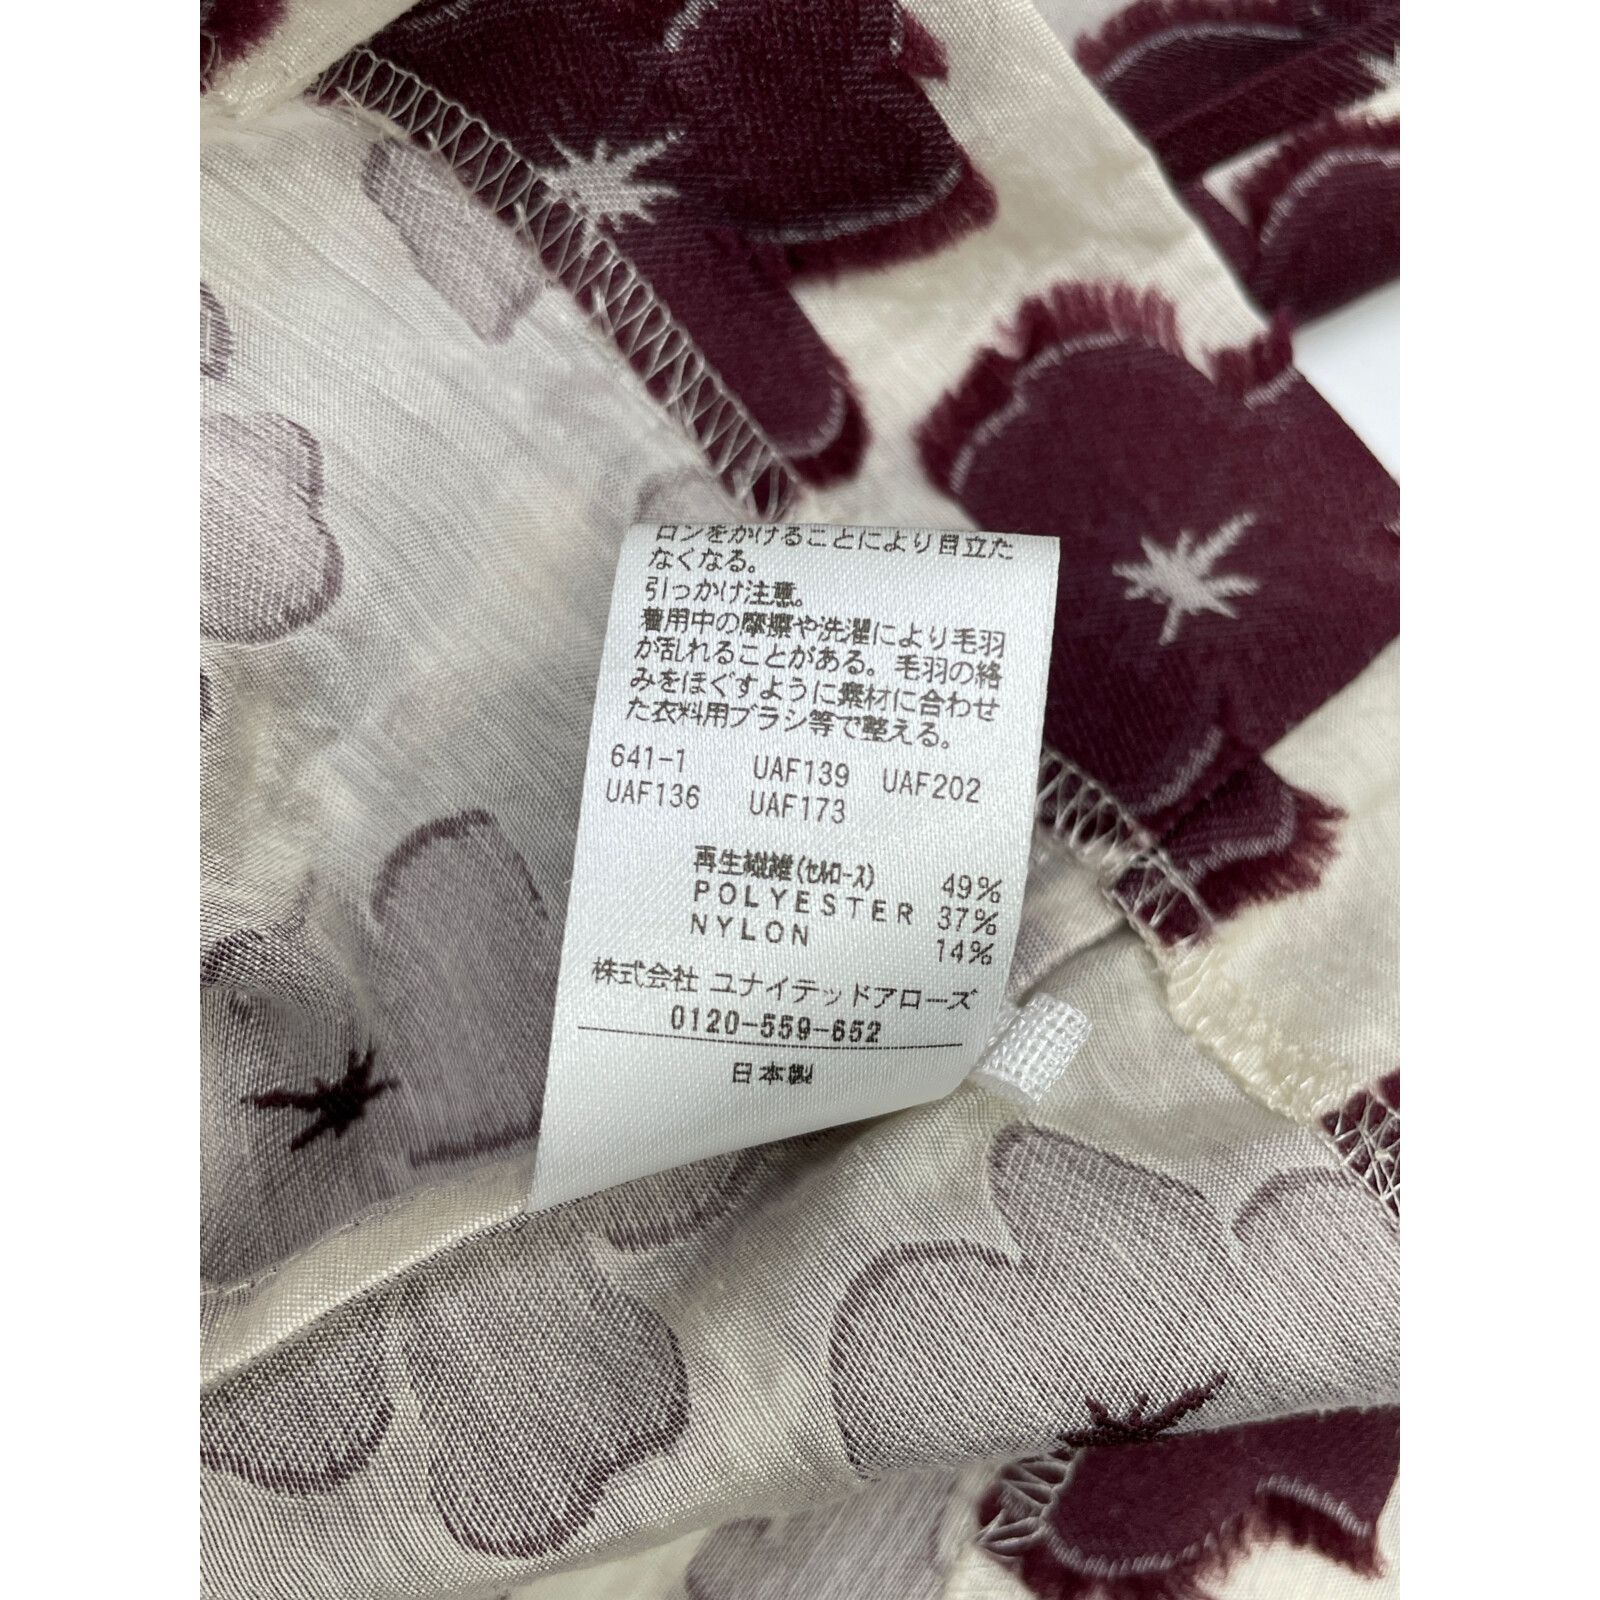 ロンをかけることにより目立た
なくなる。
引っかけ注意。
着用中の摩擦や洗濯により毛羽
が乱れることがある。毛羽の絡
みをほぐすように素材に合わせ
た衣料用ブラシ等で整える。
641-1 UAF139 UAF202
UAF136 UAF173
再生繊維(セルロース) 49%
POLYESTER 37%
NYLON 14%
株式会社 ユナイテッドアローズ
0120-559-652
日本製